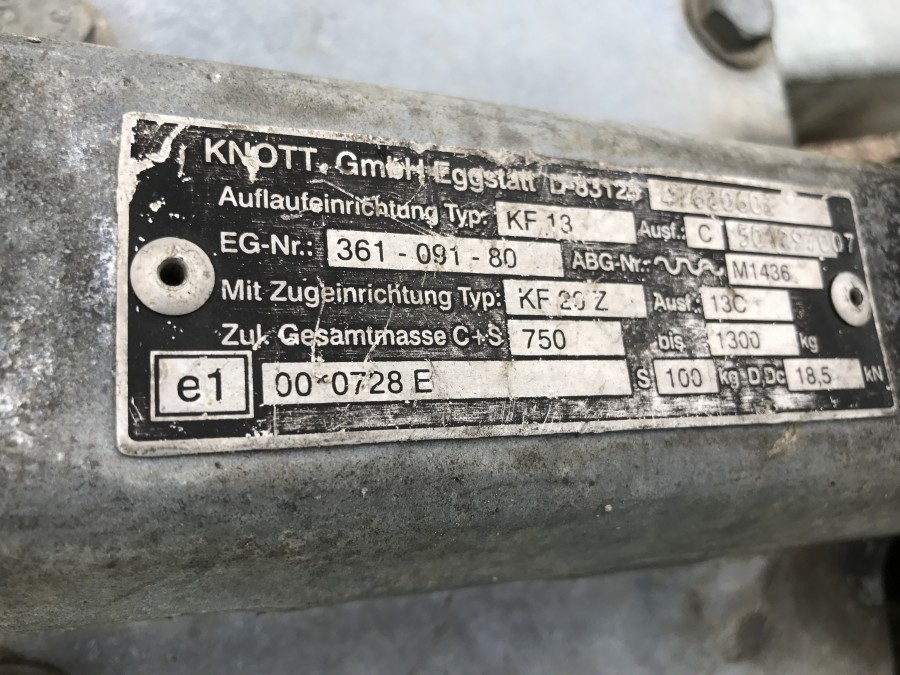 KNOTT GmbH Eggstätt D-8312
Auflaufeinrichtung Typ: KF 13 Ausf.: C
EG-Nr.: 361 - 091 - 80 ABG-Nr.: M1436
Mit Zugeinrichtung Typ: KF 20 Z Ausf.: 13C
Zul. Gesamtmasse C+S 750 bis 1300 kg
e1 00*0728 E S 100 kg D,Dc 18,5 kN